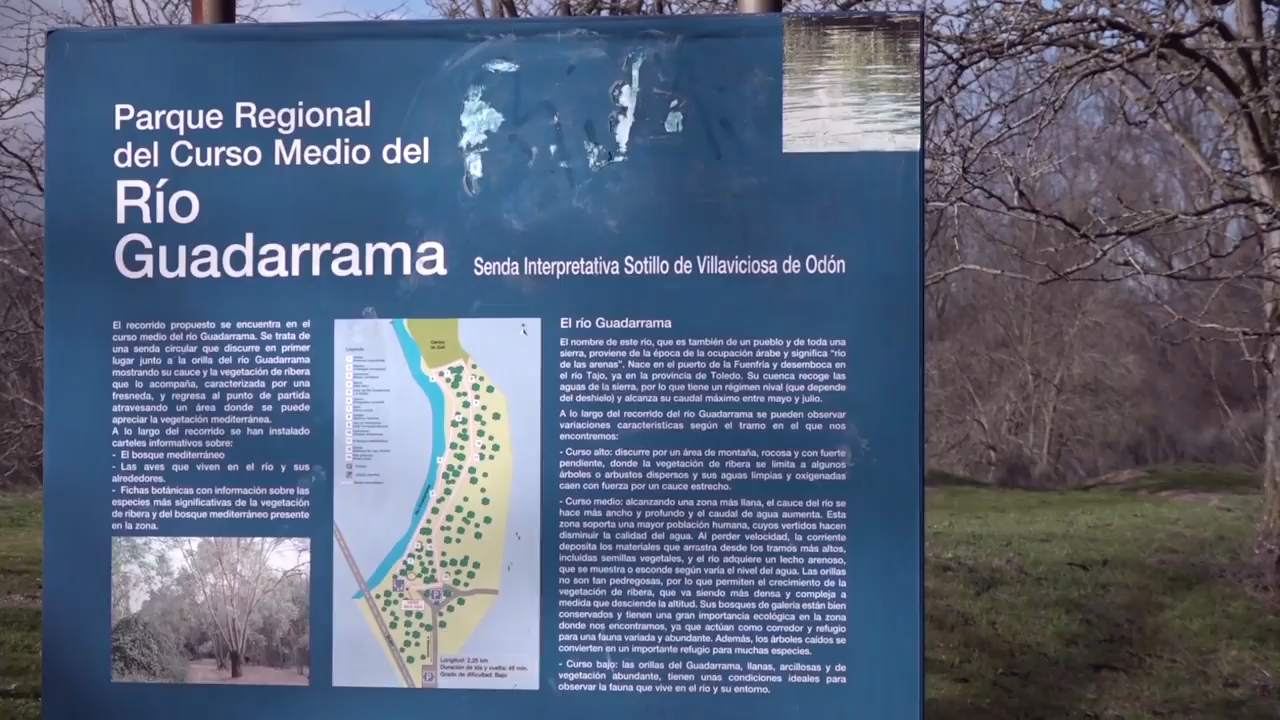 Parque Regional
del Curso Medio del
Río
Guadarrama
Senda Interpretativa Sotillo de Villaviciosa de Odón
El recorrido propuesto se encuentra en el
curso medio del río Guadarrama. Se trata de
una senda circular que discurre en primer
lugar junto a la orilla del río Guadarrama
mostrando su cauce y la vegetación de ribera
que lo acompaña, caracterizada por una
fresneda, y regresa al punto de partida
atravesando un área donde se puede
apreciar la vegetación mediterránea.
A lo largo del recorrido se han instalado
carteles informativos sobre:
- El bosque mediterráneo
- Las aves que viven en el río y sus
alrededores.
- Fichas botánicas con información sobre las
especies más significativas de la vegetación
de ribera y del bosque mediterráneo presente
en la zona.
Campo
de Golf
Longitud: 2,25 km
Duración de ida y vuelta: 45 min.
Grado de dificultad: Bajo
El río Guadarrama
El nombre de este río, que es también de un pueblo y de toda una
sierra, proviene de la época de la ocupación árabe y significa "río
de las arenas". Nace en el puerto de la Fuenfría y desemboca en
el río Tajo, ya en la provincia de Toledo. Su cuenca recoge las
aguas de la sierra, por lo que tiene un régimen nival (que depende
del deshielo) y alcanza su caudal máximo entre mayo y julio.
A lo largo del recorrido del río Guadarrama se pueden observar
variaciones características según el tramo en el que nos
encontremos:
- Curso alto: discurre por un área de montaña, rocosa y con fuerte
pendiente, donde la vegetación de ribera se limita a algunos
árboles o arbustos dispersos y sus aguas limpias y oxigenadas
caen con fuerza por un cauce estrecho.
- Curso medio: alcanzando una zona más llana, el cauce del río se
hace más ancho y profundo y el caudal de agua aumenta. Esta
zona soporta una mayor población humana, cuyos vertidos hacen
disminuir la calidad del agua. Al perder velocidad, la corriente
deposita los materiales que arrastra desde los tramos más altos,
incluidas semillas vegetales, y el río adquiere un lecho arenoso,
que se muestra o esconde según varía el nivel del agua. Las orillas
no son tan pedregosas, por lo que permiten el crecimiento de la
vegetación de ribera, que va siendo más densa y compleja a
medida que desciende la altitud. Sus bosques de galería están bien
conservados y tienen una gran importancia ecológica en la zona
donde nos encontramos, ya que actúan como corredor y refugio
para una fauna variada y abundante. Además, los árboles caídos se
convierten en un importante refugio para muchas especies.
- Curso bajo: las orillas del Guadarrama, llanas, arcillosas y de
vegetación abundante, tienen unas condiciones ideales para
observar la fauna que vive en el río y su entorno.